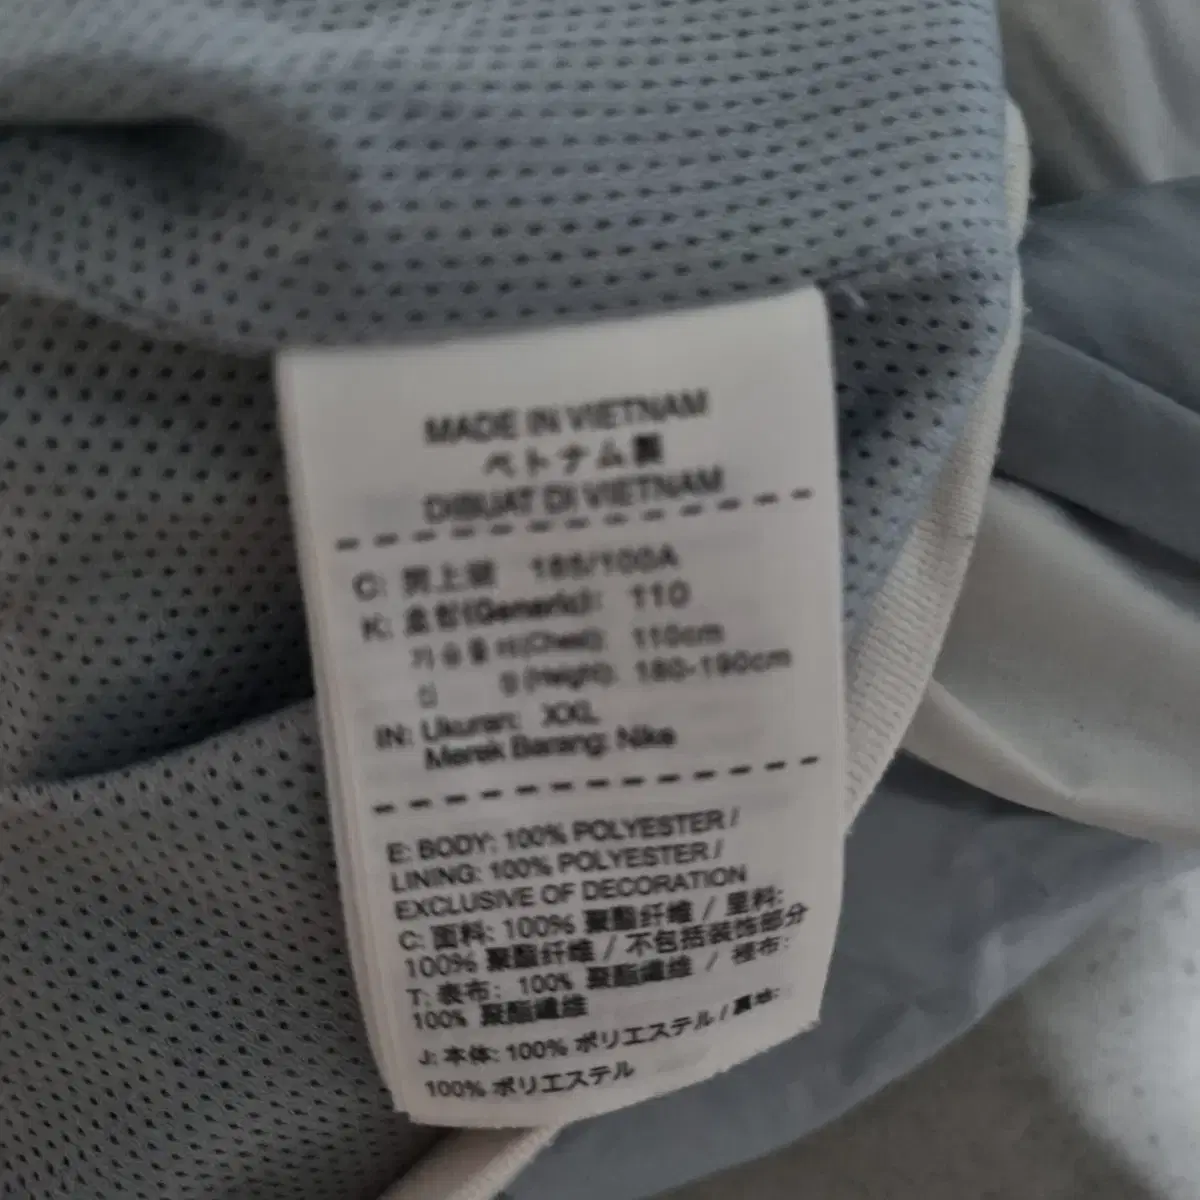 MADE IN VIETNAM
ベトナム製
DIBUAT DI VIETNAM
C: 男上装 185/100A
K: 호칭(Generic): 110
가슴둘레(Chest): 110cm
신 장(Height): 180-190cm
IN: Ukuran: XXL
Merek Barang: Nike
E: BODY: 100% POLYESTER /
LINING: 100% POLYESTER /
EXCLUSIVE OF DECORATION
C: 面料: 100% 聚酯纤维 / 里料:
100% 聚酯纤维 / 不包括装饰部分
T: 表布: 100% 聚酯纖維 / 裡布:
100% 聚酯纖維
J: 本体: 100% ポリエステル / 裏地:
100% ポリエステル